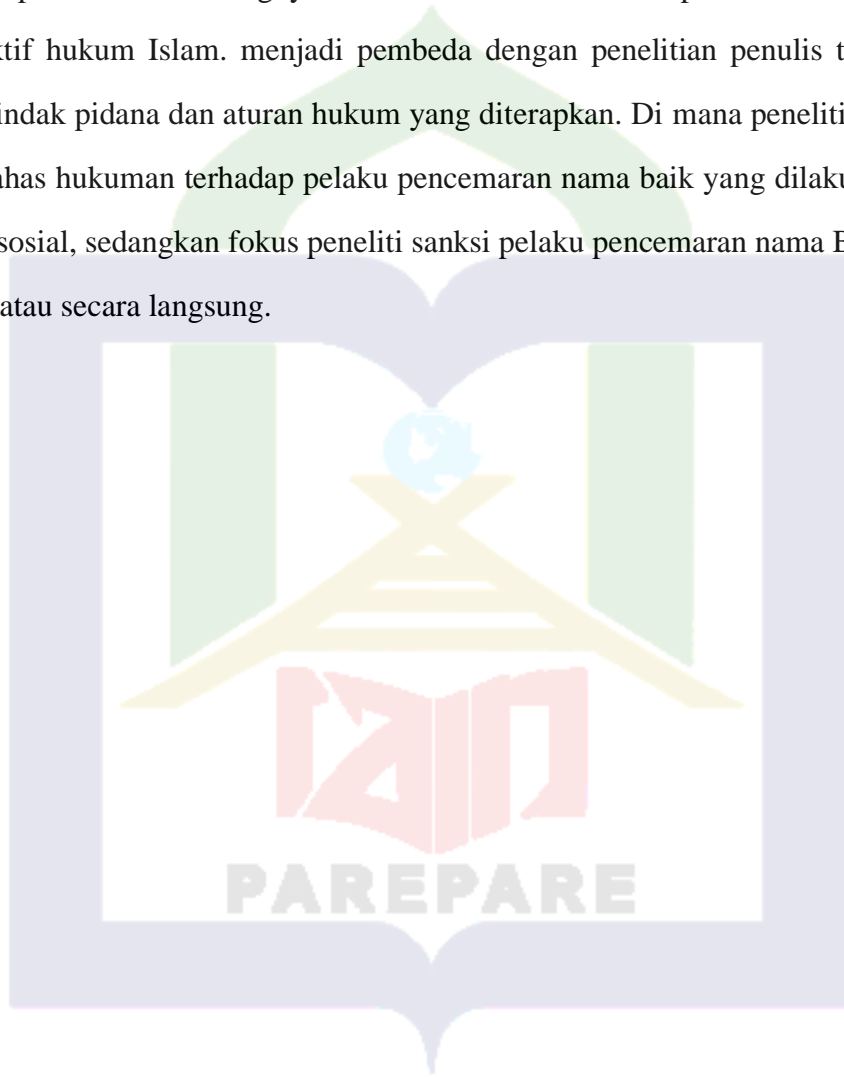 ktif hukum Islam. menjadi pembeda dengan penelitian penulis t
indak pidana dan aturan hukum yang diterapkan. Di mana peneliti
ahas hukuman terhadap pelaku pencemaran nama baik yang dilaku
sosial, sedangkan fokus peneliti sanksi pelaku pencemaran nama B
atau secara langsung.
iain
PAREPARE